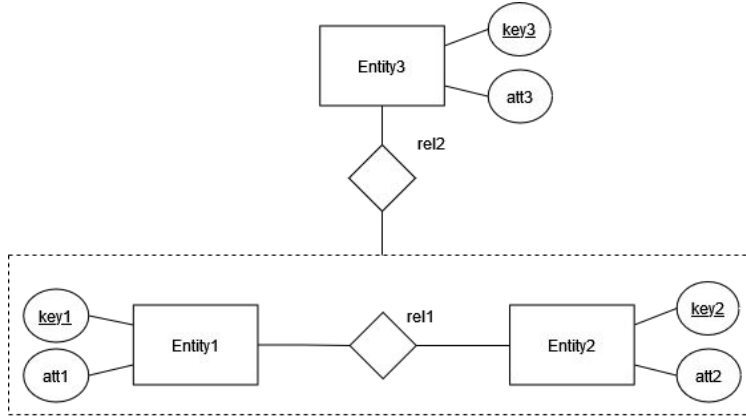 key3
Entity3
att3
rel2
key1
key2
rel1
Entity1
Entity2
att1
att2